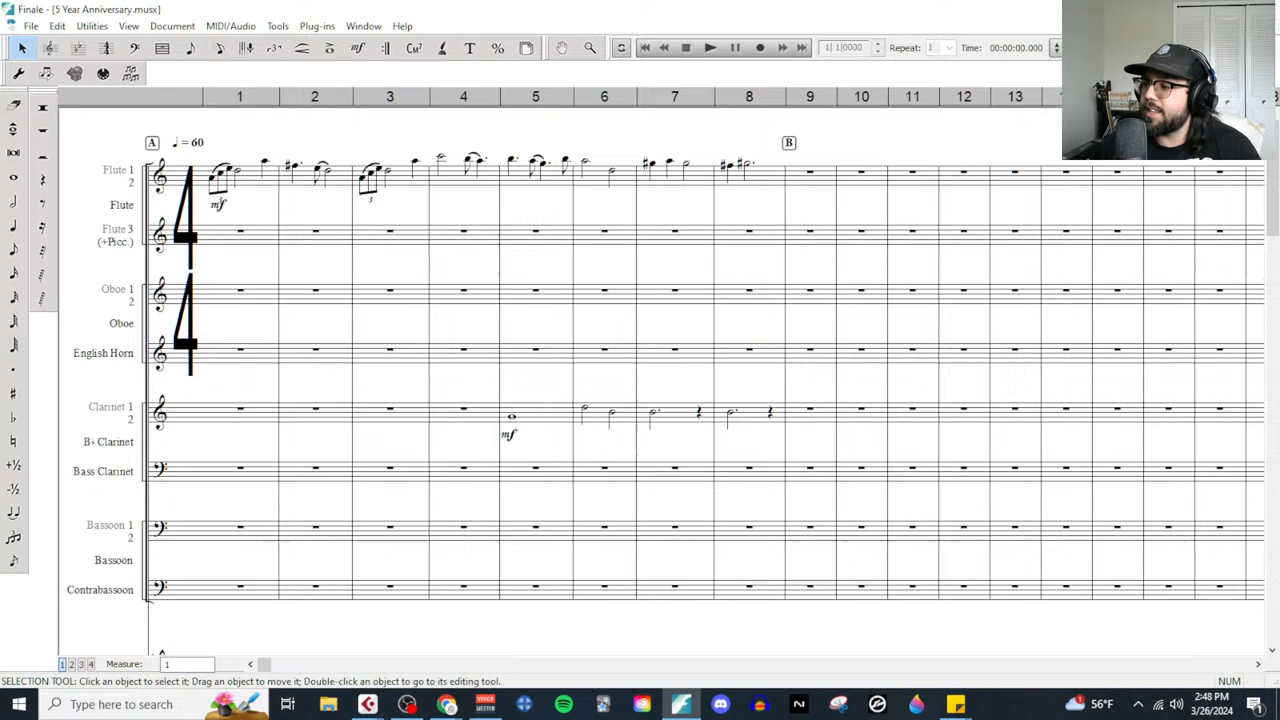 Finale - [5 Year Anniversary.musx]
File Edit Utilities View Document MIDI/Audio Tools Plug-ins Window Help
1| 1|0000 Repeat: 1 Time: 00:00:00.000
1 2 3 4 5 6 7 8 9 10 11 12 13
A ♩ = 60 B
Flute 1
2
3 3
mf
Flute
Flute 3
(+Picc.)
Oboe 1
2
Oboe
English Horn
Clarinet 1
2
mf
B♭ Clarinet
Bass Clarinet
Bassoon 1
2
Bassoon
Contrabassoon
1 2 3 4 Measure: 1
SELECTION TOOL: Click an object to select it; Drag an object to move it; Double-click an object to go to its editing tool. NUM
Type here to search
56°F 2:48 PM
3/26/2024